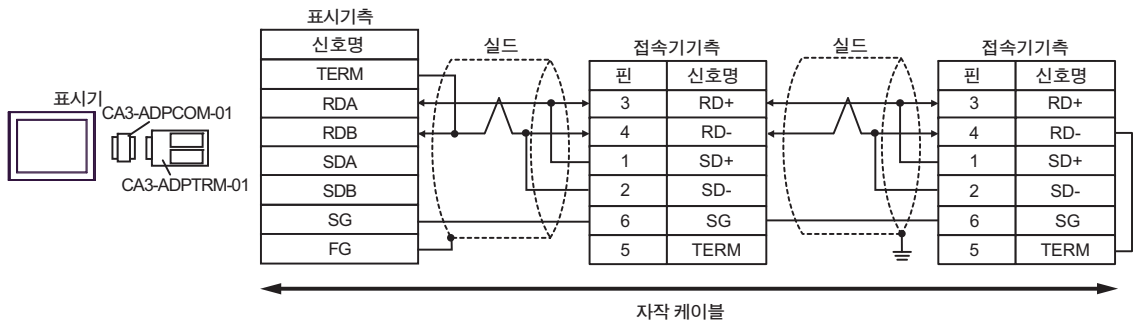 표시기측
신호명
TERM
RDA
RDB
SDA
SDB
SG
FG
표시기
CA3-ADPCOM-01
CA3-ADPTRM-01
실드
접속기기측
핀 신호명
3 RD+
4 RD-
1 SD+
2 SD-
6 SG
5 TERM
실드
접속기기측
핀 신호명
3 RD+
4 RD-
1 SD+
2 SD-
6 SG
5 TERM
자작 케이블